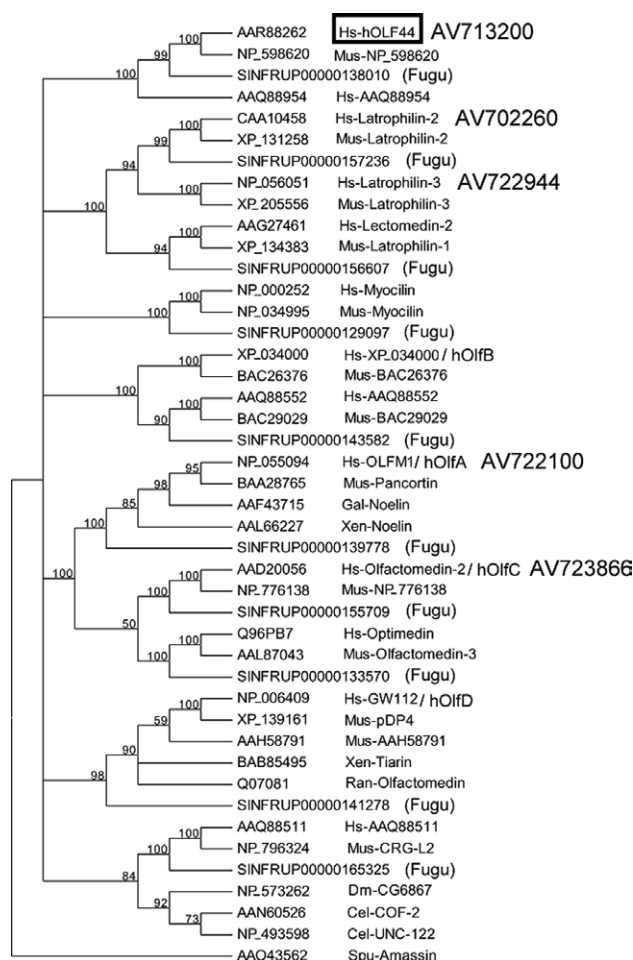 AAR88262 Hs-hOLF44 AV713200
99 100 NP_598620 Mus-NP_598620
100 SINFRUP00000138010 (Fugu)
AAQ88954 Hs-AAQ88954
100 CAA10458 Hs-Latrophilin-2 AV702260
99 XP_131258 Mus-Latrophilin-2
94 SINFRUP00000157236 (Fugu)
100 NP_056051 Hs-Latrophilin-3 AV722944
100 XP_205556 Mus-Latrophilin-3
100 AAG27461 Hs-Lectomedin-2
94 XP_134383 Mus-Latrophilin-1
SINFRUP00000156607 (Fugu)
100 NP_000252 Hs-Myocilin
100 NP_034995 Mus-Myocilin
SINFRUP00000129097 (Fugu)
100 XP_034000 Hs-XP_034000 / hOlfB
100 BAC26376 Mus-BAC26376
100 AAQ88552 Hs-AAQ88552
90 BAC29029 Mus-BAC29029
SINFRUP00000143582 (Fugu)
95 NP_055094 Hs-OLFM1/ hOlfA AV722100
98 BAA28765 Mus-Pancortin
85 AAF43715 Gal-Noelin
100 AAL66227 Xen-Noelin
SINFRUP00000139778 (Fugu)
100 100 AAD20056 Hs-Olfactomedin-2 / hOlfC AV723866
100 NP_776138 Mus-NP_776138
50 SINFRUP00000155709 (Fugu)
100 Q96PB7 Hs-Optimedin
100 AAL87043 Mus-Olfactomedin-3
SINFRUP00000133570 (Fugu)
100 NP_006409 Hs-GW112 / hOlfD
59 XP_139161 Mus-pDP4
90 AAH58791 Mus-AAH58791
BAB85495 Xen-Tiarin
98 Q07081 Ran-Olfactomedin
SINFRUP00000141278 (Fugu)
100 AAQ88511 Hs-AAQ88511
100 NP_796324 Mus-CRG-L2
84 SINFRUP00000165325 (Fugu)
92 NP_573262 Dm-CG6867
73 AAN60526 Cel-COF-2
NP_493598 Cel-UNC-122
AAO43562 Spu-Amassin